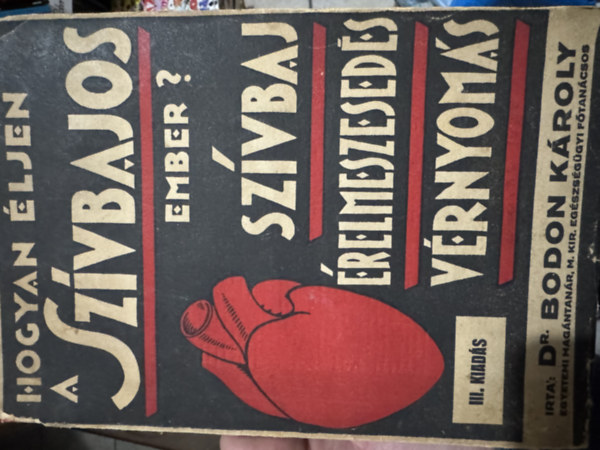 HOGYAN ÉLJEN
A SZÍVBAJOS
EMBER?
SZÍVBAJ
ÉRELMESZESEDÉS
VÉRNYOMÁS
III. KIADÁS
IRTA: DR. BODON KÁROLY
EGYETEMI MAGÁNTANÁR, M. KIR. EGÉSZSÉGÜGYI FŐTANÁCSOS